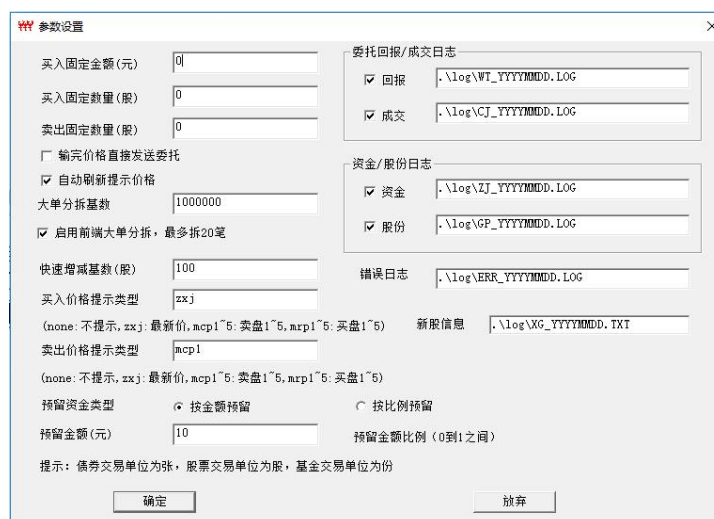 参数设置
买入固定金额(元)
0
买入固定数量(股)
0
卖出固定数量(股)
0
输完价格直接发送委托
自动刷新提示价格
大单分拆基数
1000000
启用前端大单分拆，最多拆20笔
快速增减基数(股)
100
买入价格提示类型
zxj
(none:不提示,zxj:最新价,mcp1~5:卖盘1~5,mrp1:买盘1~5)
卖出价格提示类型
mcp1
(none:不提示,zxj:最新价,mcp1~5:卖盘1~5,mrp1:买盘1~5)
委托回报/成交日志
回报
.\log\WT_YYYYMMDD.LOG
成交
.\log\CJ_YYYYMMDD.LOG
资金/股份日志
资金
.\log\ZJ_YYYYMMDD.LOG
股份
.\log\GP_YYYYMMDD.LOG
错误日志
.\log\ERR_YYYYMMDD.LOG
新股信息
.\log\XG_YYYYMMDD.TXT
预留资金类型
按金额预留
按比例预留
预留金额(元)
10
预留金额比例（0到1之间）
提示：债券交易单位为张，股票交易单位为股，基金交易单位为份
确定
放弃